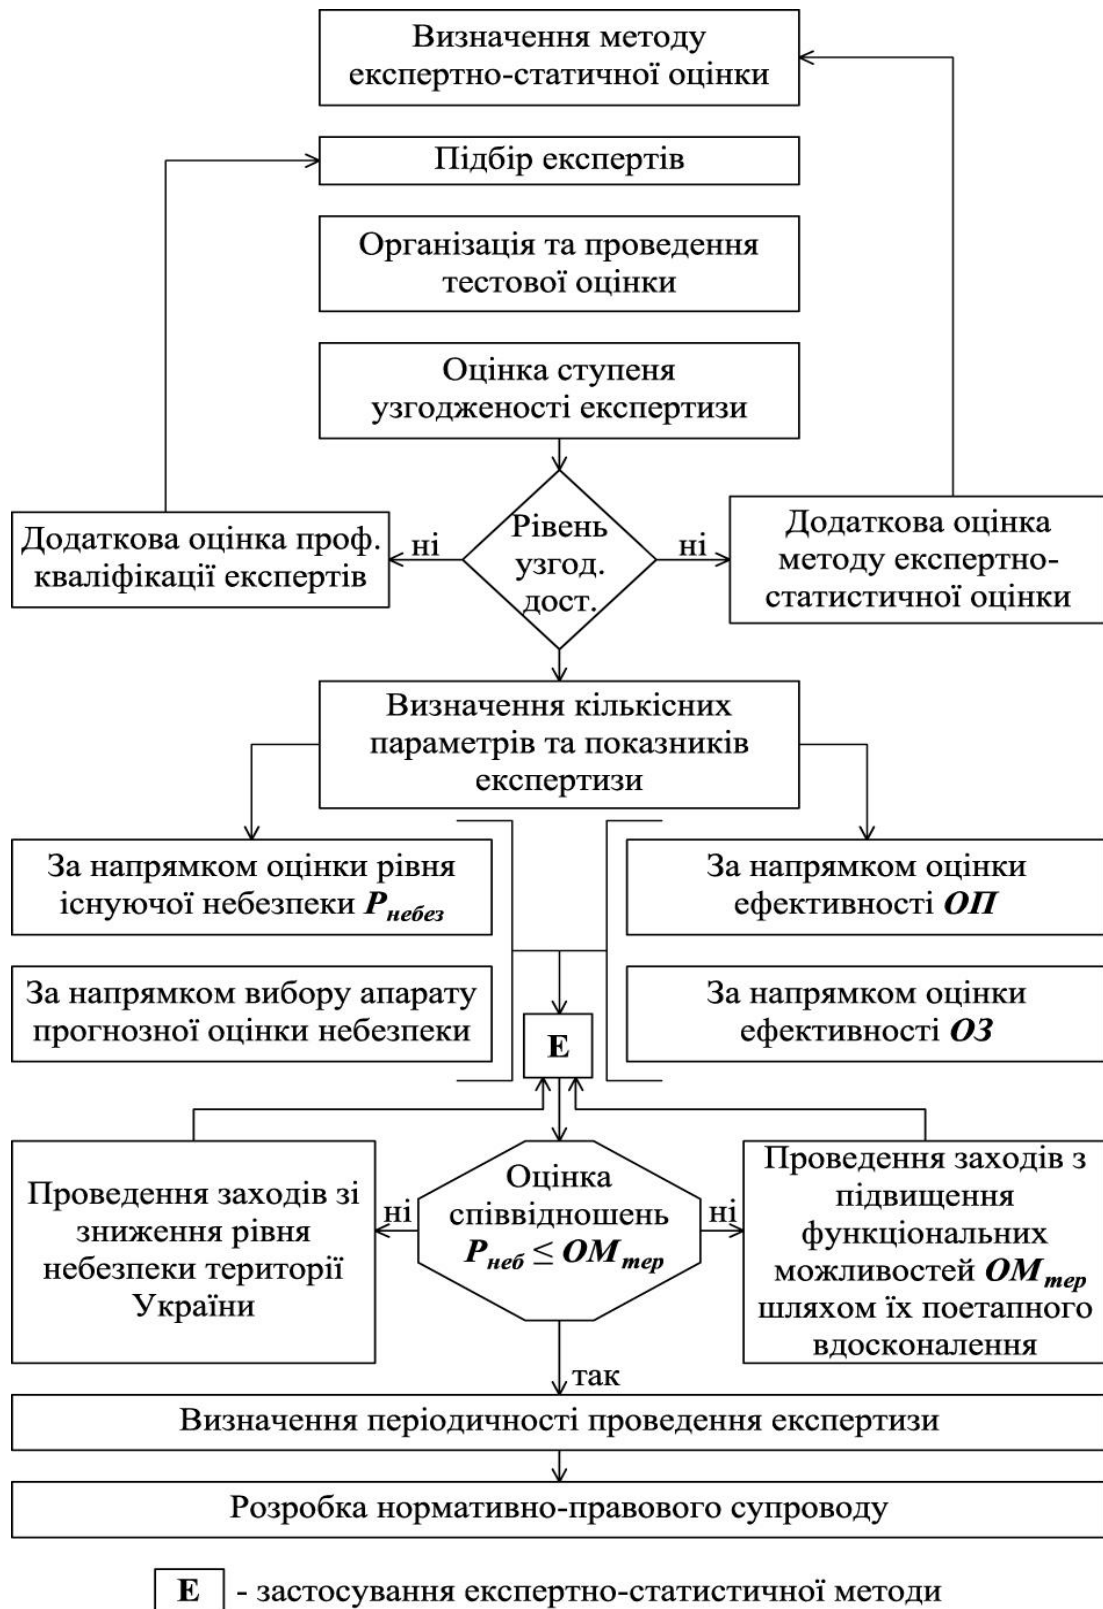 Визначення методу
експертно-статичної оцінки
Підбір експертів
Організація та проведення
тестової оцінки
Оцінка ступеня
узгодженості експертизи
Додаткова оцінка проф.
кваліфікації експертів
ні
Рівень
узгод.
дост.
ні
Додаткова оцінка
методу експертно-
статистичної оцінки
Визначення кількісних
параметрів та показників
експертизи
За напрямком оцінки рівня
існуючої небезпеки Рнебез
За напрямком оцінки
ефективності ОП
За напрямком вибору апарату
прогнозної оцінки небезпеки
За напрямком оцінки
ефективності ОЗ
Е
Проведення заходів зі
зниження рівня
небезпеки території
України
ні
Оцінка
співвідношень
Рнеб ≤ ОМтер
ні
Проведення заходів з
підвищення
функціональних
можливостей ОМтер
шляхом їх поетапного
вдосконалення
так
Визначення періодичності проведення експертизи
Розробка нормативно-правового супроводу
Е - застосування експертно-статистичної методи